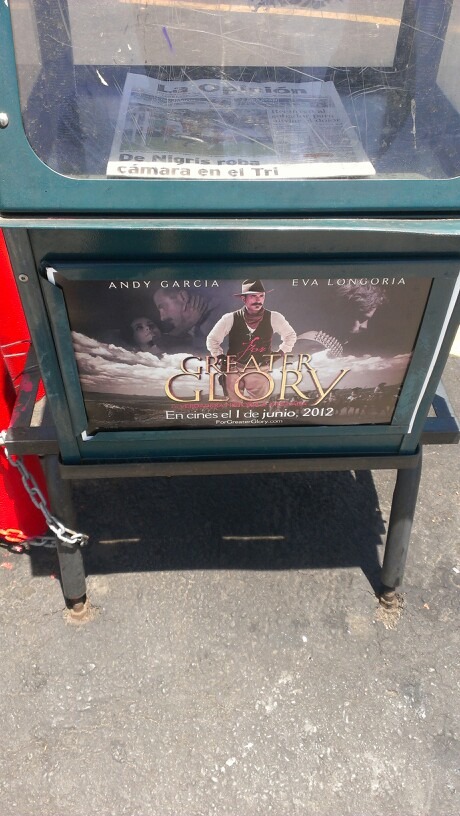 La Opinión
De Nigris roba
cámara en el Tri
ANDY GARCIA EVA LONGORIA
For
GREATER
GLORY
En cines el 1 de junio, 2012
ForGreaterGlory.com